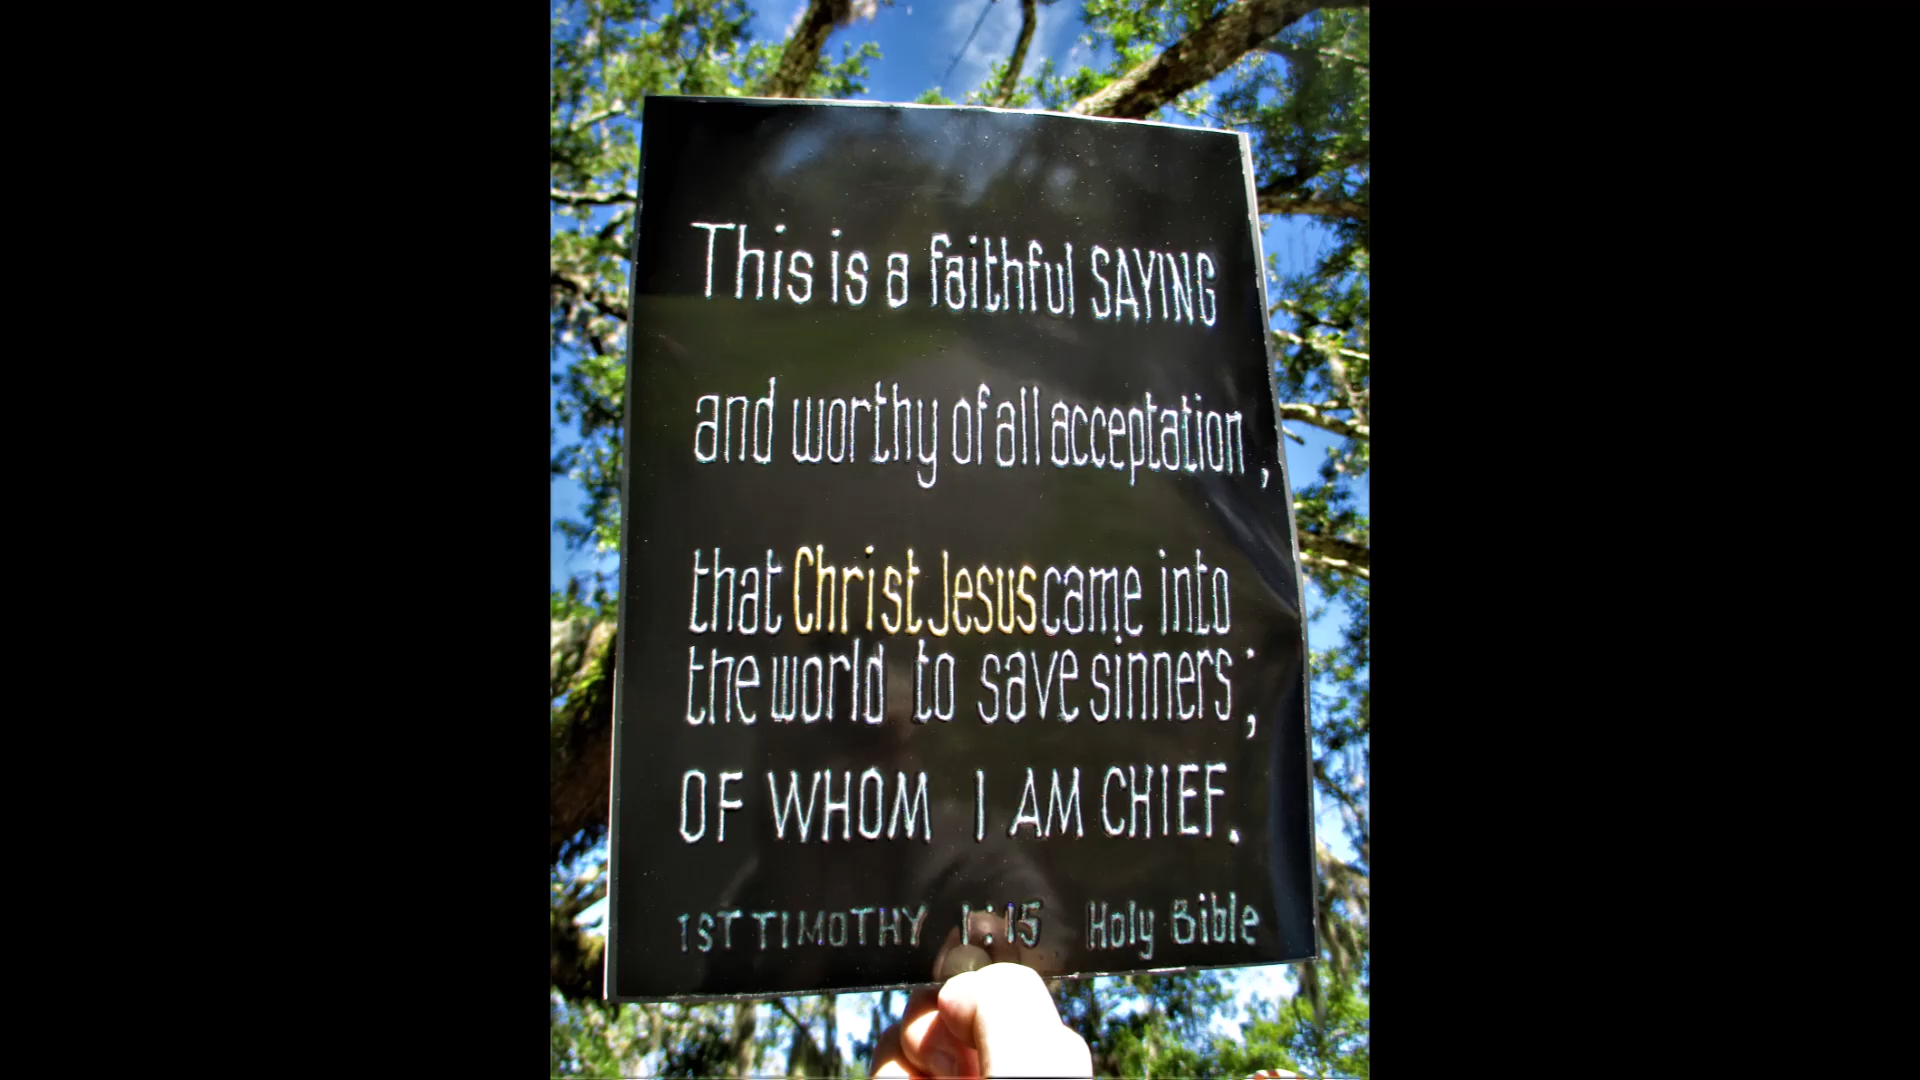 This is a faithful SAYING
and worthy of all acceptation,
that Christ Jesus came into
the world to save sinners;
OF WHOM I AM CHIEF.
1ST TIMOTHY 1:15 Holy Bible